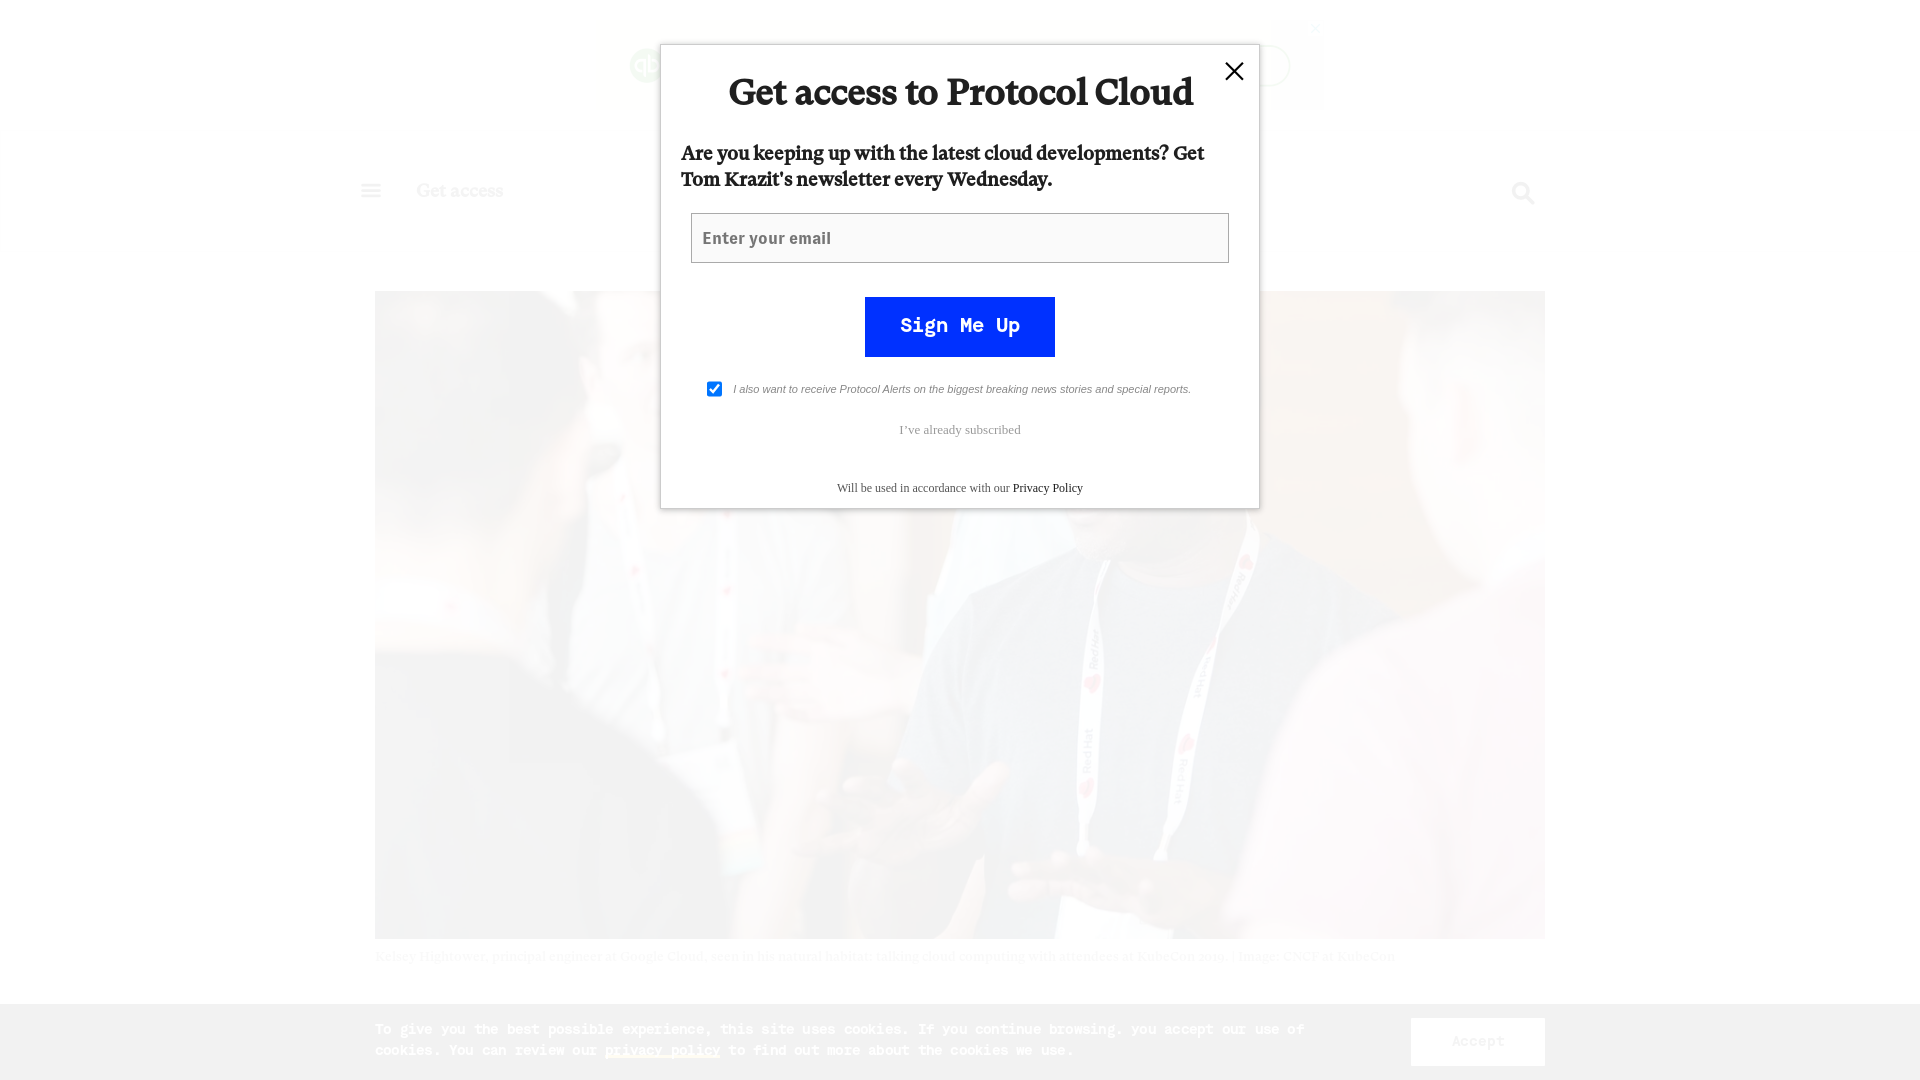 Get access to Protocol Cloud
Are you keeping up with the latest cloud developments? Get
Tom Krazit's newsletter every Wednesday.
Get access
Enter your email
Sign Me Up
I also want to receive Protocol Alerts on the biggest breaking news stories and special reports.
I've already subscribed
Will be used in accordance with our Privacy Policy
RedHat
RedHat
Kelsey Hightower, principal engineer at Google Cloud, seen in his natural habitat: talking cloud computing with attendees at KubeCon 2019. | Image: CNCF at KubeCon
To give you the best possible experience, this site uses cookies. If you continue browsing. you accept our use of
cookies. You can review our privacy policy to find out more about the cookies we use.
Accept